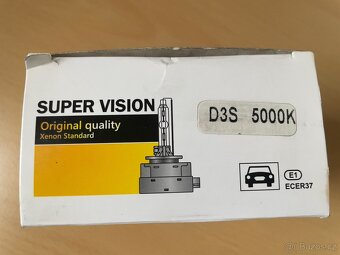 SUPER VISION
Original quality
Xenon Standard
D3S 5000K
E1
ECER37